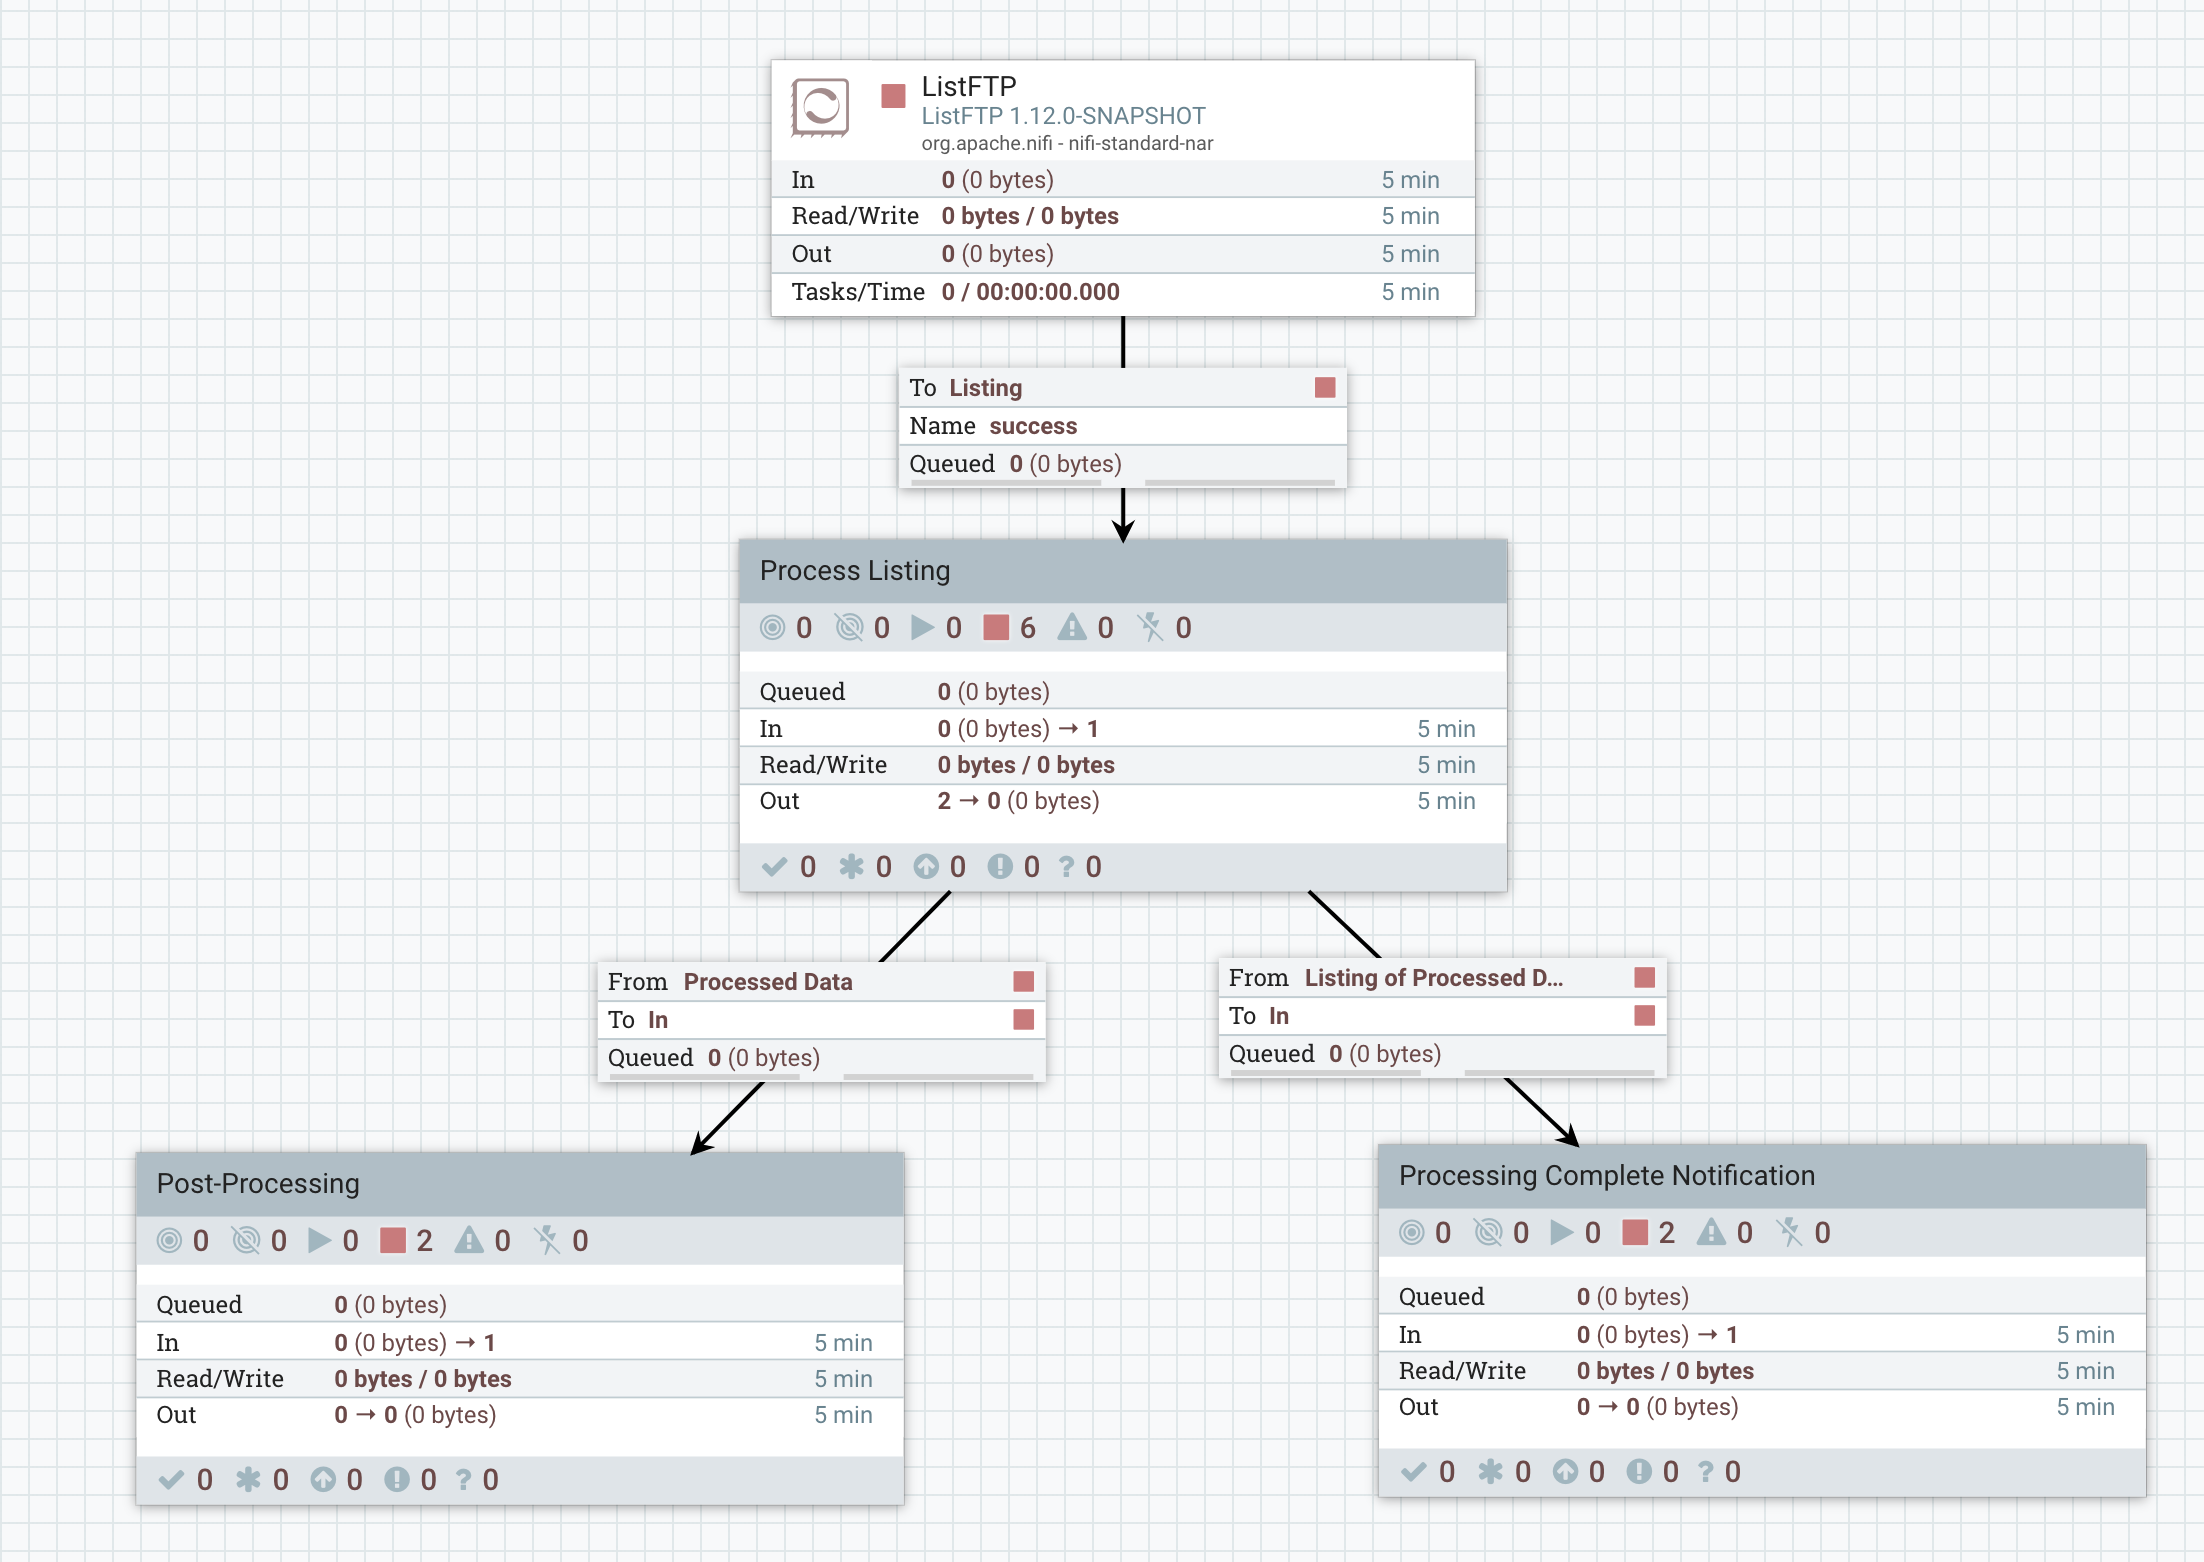 ListFTP
ListFTP 1.12.0-SNAPSHOT
org.apache.nifi - nifi-standard-nar
In 0 (0 bytes) 5 min
Read/Write 0 bytes / 0 bytes 5 min
Out 0 (0 bytes) 5 min
Tasks/Time 0 / 00:00:00.000 5 min
To Listing
Name success
Queued 0 (0 bytes)
Process Listing
0 0 0 6 0 0
Queued 0 (0 bytes)
In 0 (0 bytes) → 1 5 min
Read/Write 0 bytes / 0 bytes 5 min
Out 2 → 0 (0 bytes) 5 min
0 0 0 0 ? 0
From Processed Data
To In
Queued 0 (0 bytes)
From Listing of Processed D...
To In
Queued 0 (0 bytes)
Post-Processing
0 0 0 2 0 0
Queued 0 (0 bytes)
In 0 (0 bytes) → 1 5 min
Read/Write 0 bytes / 0 bytes 5 min
Out 0 → 0 (0 bytes) 5 min
0 0 0 0 ? 0
Processing Complete Notification
0 0 0 2 0 0
Queued 0 (0 bytes)
In 0 (0 bytes) → 1 5 min
Read/Write 0 bytes / 0 bytes 5 min
Out 0 → 0 (0 bytes) 5 min
0 0 0 0 ? 0